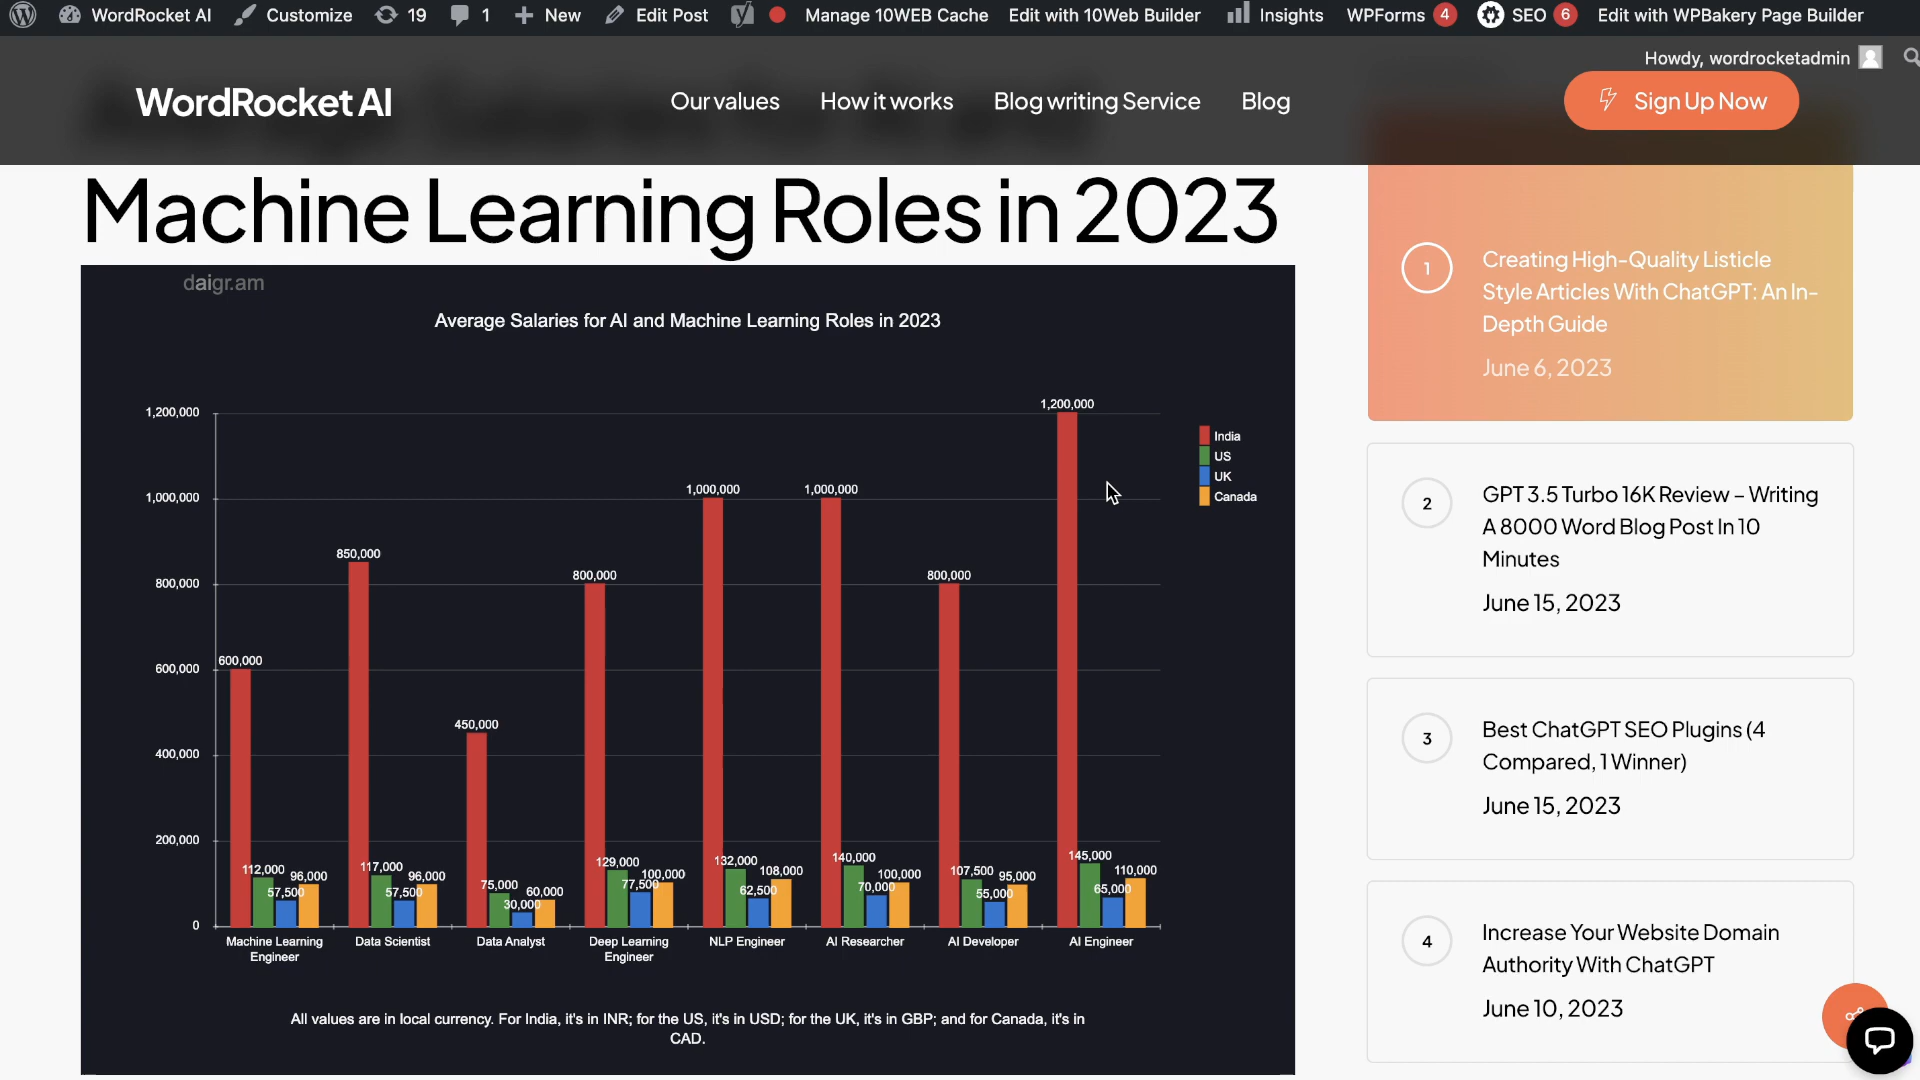 WordRocket AI
Customize
19
1
New
Edit Post
Manage 10WEB Cache
Edit with 10Web Builder
Insights
WPForms 4
SEO 6
Edit with WPBakery Page Builder
Howdy, wordrocketadmin
WordRocket AI
Our values
How it works
Blog writing Service
Blog
Sign Up Now
Machine Learning Roles in 2023
daigr.am
Average Salaries for AI and Machine Learning Roles in 2023
1,200,000
1,000,000
800,000
600,000
400,000
200,000
0
600,000
112,000
57,500
96,000
850,000
117,000
57,500
96,000
450,000
75,000
30,000
60,000
800,000
129,000
77,500
100,000
1,000,000
132,000
62,500
108,000
1,000,000
140,000
70,000
100,000
800,000
107,500
55,000
95,000
1,200,000
145,000
65,000
110,000
India
US
UK
Canada
Machine Learning
Engineer
Data Scientist
Data Analyst
Deep Learning
Engineer
NLP Engineer
AI Researcher
AI Developer
AI Engineer
All values are in local currency. For India, it's in INR; for the US, it's in USD; for the UK, it's in GBP; and for Canada, it's in
CAD.
1
Creating High-Quality Listicle
Style Articles With ChatGPT: An In-
Depth Guide
June 6, 2023
2
GPT 3.5 Turbo 16K Review – Writing
A 8000 Word Blog Post In 10
Minutes
June 15, 2023
3
Best ChatGPT SEO Plugins (4
Compared, 1 Winner)
June 15, 2023
4
Increase Your Website Domain
Authority With ChatGPT
June 10, 2023